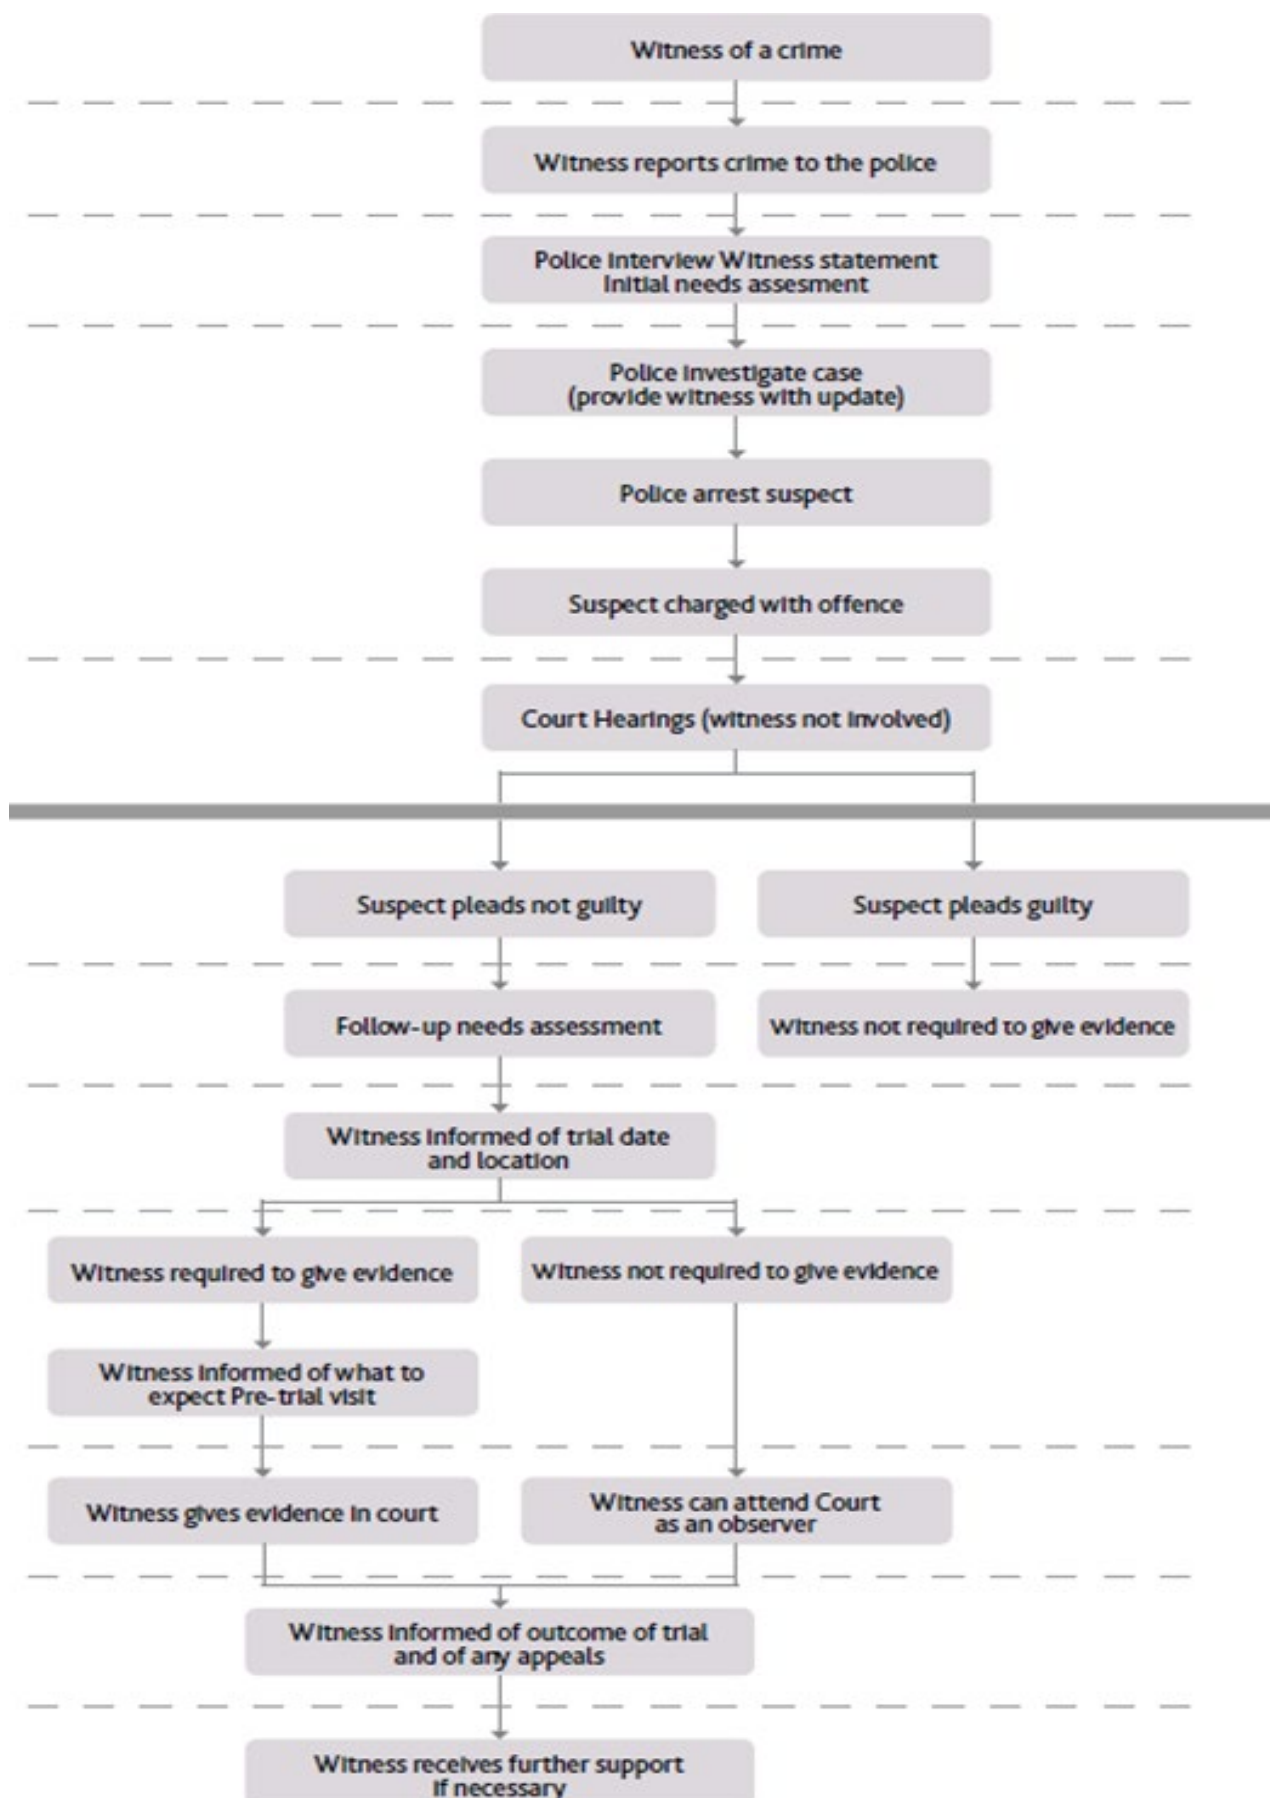 Witness of a crime
Witness reports crime to the police
Police interview Witness statement
Initial needs assesment
Police investigate case
(provide witness with update)
Police arrest suspect
Suspect charged with offence
Court Hearings (witness not involved)
Suspect pleads not guilty
Suspect pleads guilty
Follow-up needs assessment
Witness not required to give evidence
Witness informed of trial date
and location
Witness required to give evidence
Witness not required to give evidence
Witness informed of what to
expect Pre-trial visit
Witness gives evidence in court
Witness can attend Court
as an observer
Witness informed of outcome of trial
and of any appeals
Witness receives further support
if necessary